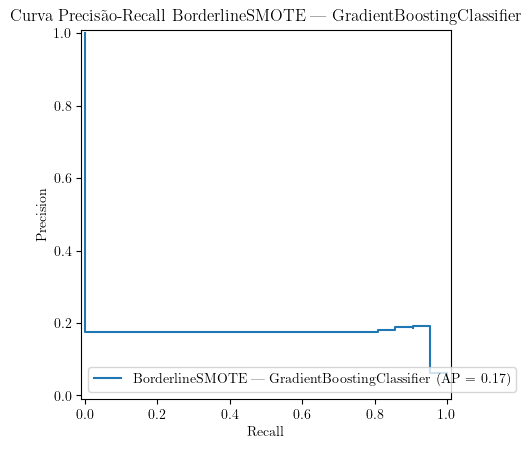 Curva Precisão-Recall BorderlineSMOTE — GradientBoostingClassifier
1.0
0.8
0.6
0.4
0.2
0.0
Precision
BorderlineSMOTE — GradientBoostingClassifier (AP = 0.17)
0.0 0.2 0.4 0.6 0.8 1.0
Recall